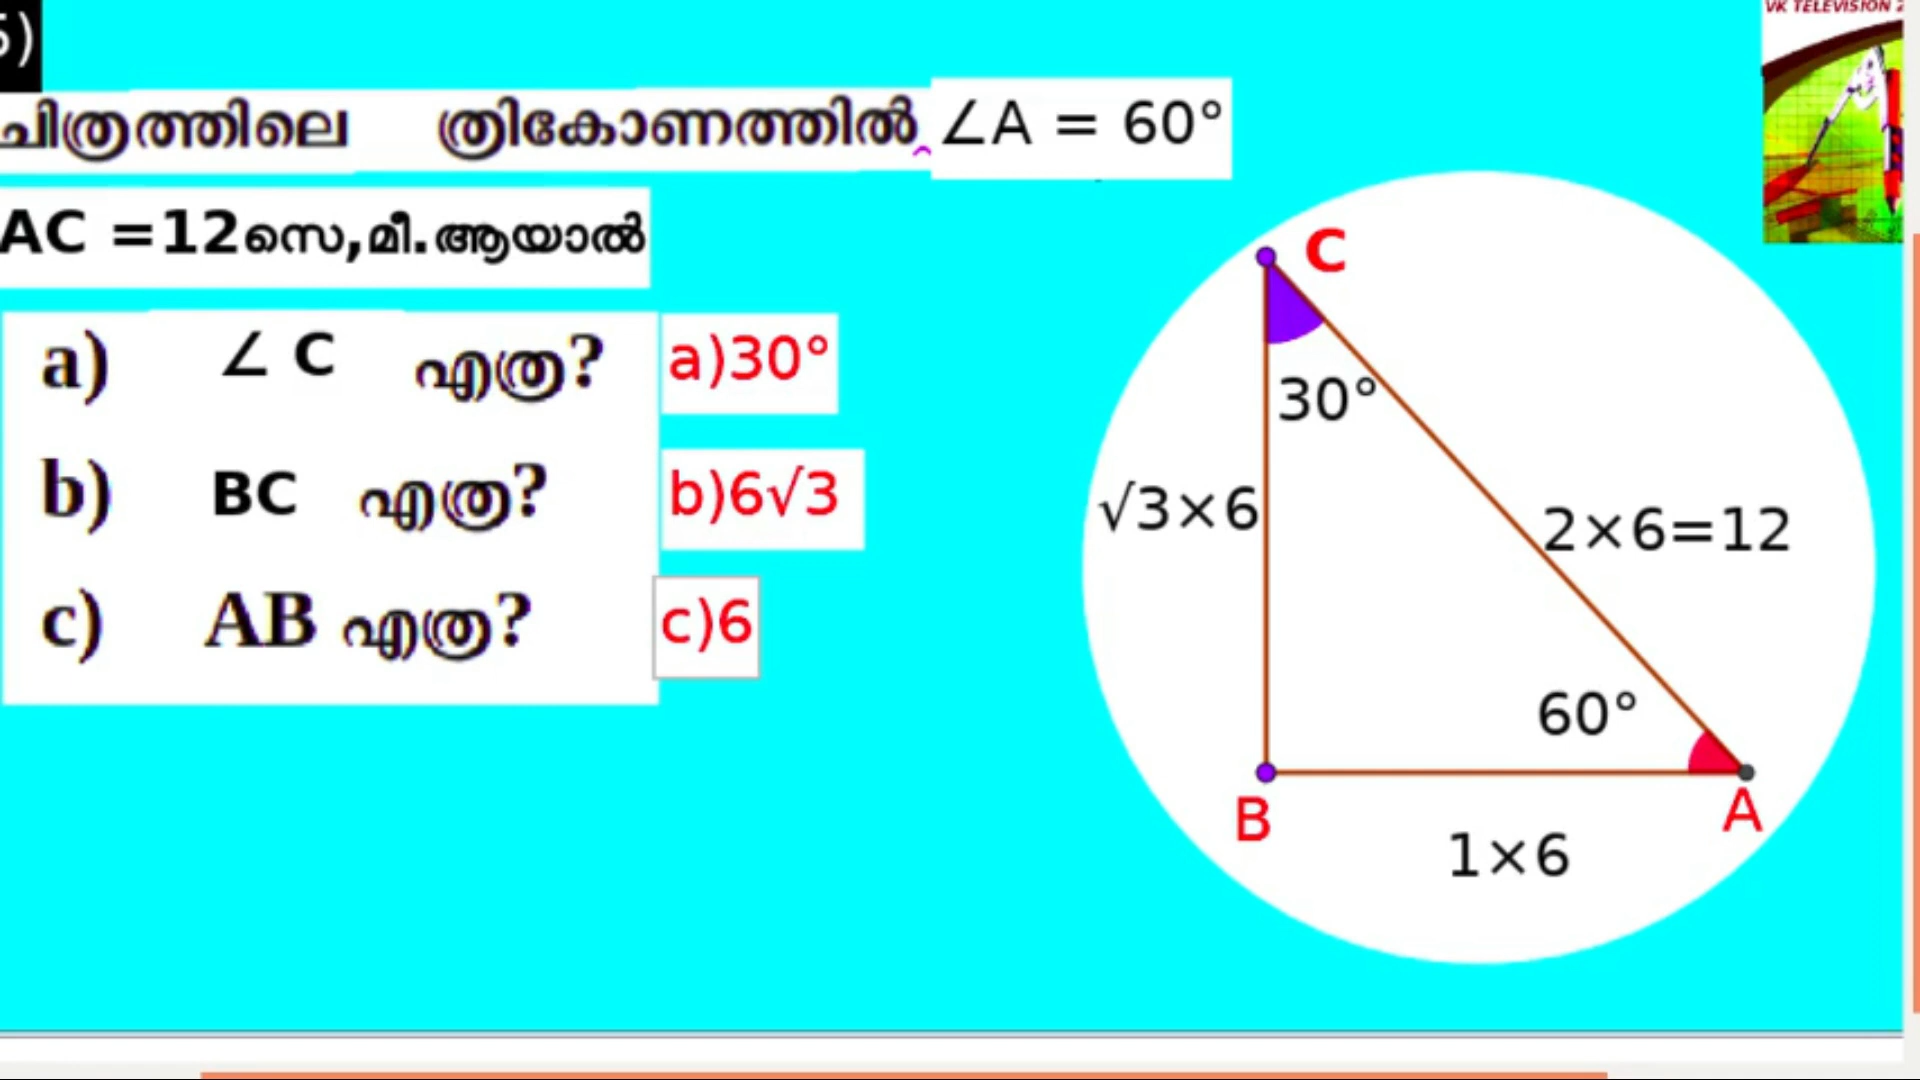 5)
VK TELEVISION 2
ചിത്രത്തിലെ ത്രികോണത്തിൽ ∠A = 60°
AC =12സെ,മീ.ആയാൽ
a) ∠ C എത്ര? a)30°
b) BC എത്ര? b)6√3
c) AB എത്ര? c)6
C
30°
√3×6
2×6=12
60°
B
A
1×6